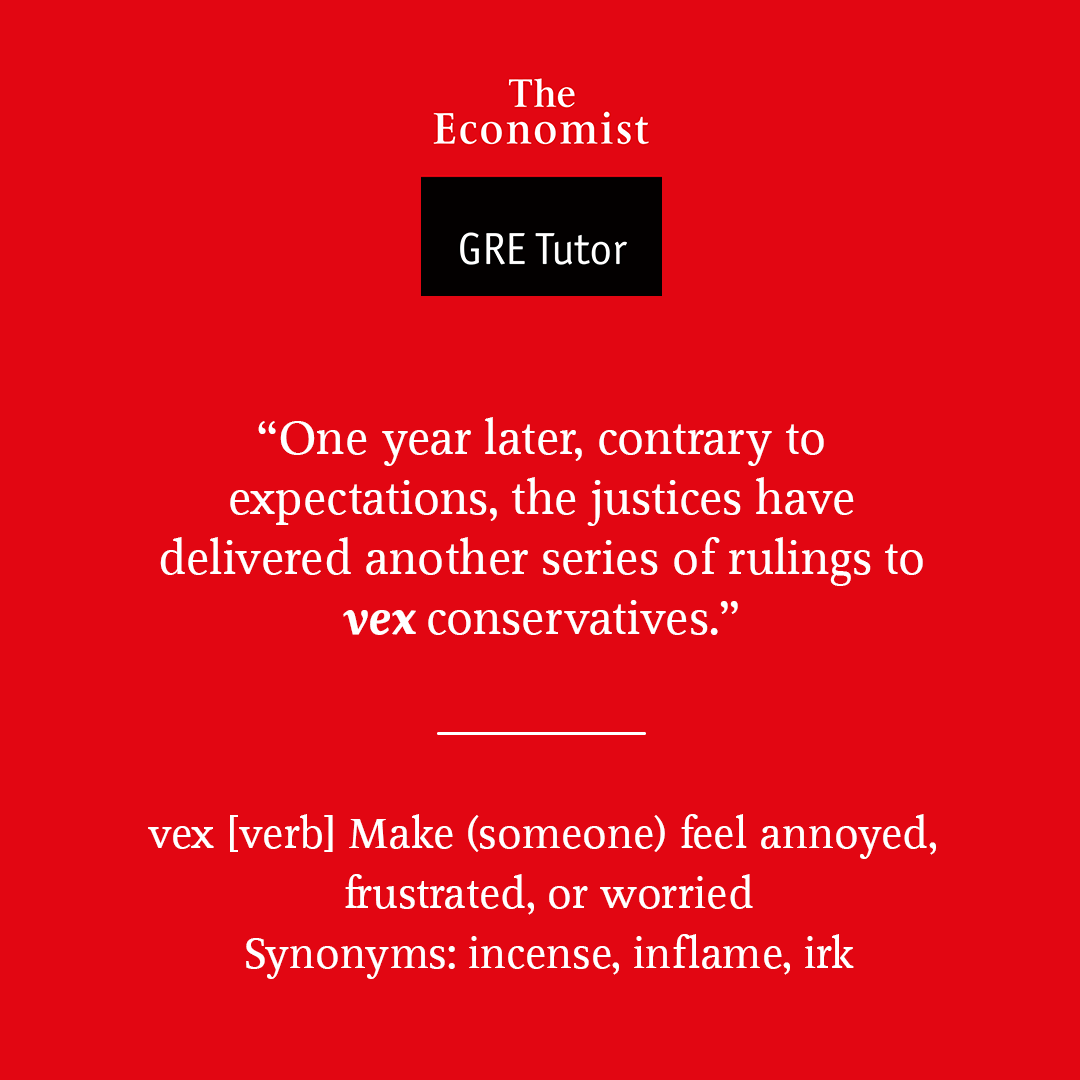 The
Economist
GRE Tutor
“One year later, contrary to
expectations, the justices have
delivered another series of rulings to
vex conservatives.”
vex [verb] Make (someone) feel annoyed,
frustrated, or worried
Synonyms: incense, inflame, irk